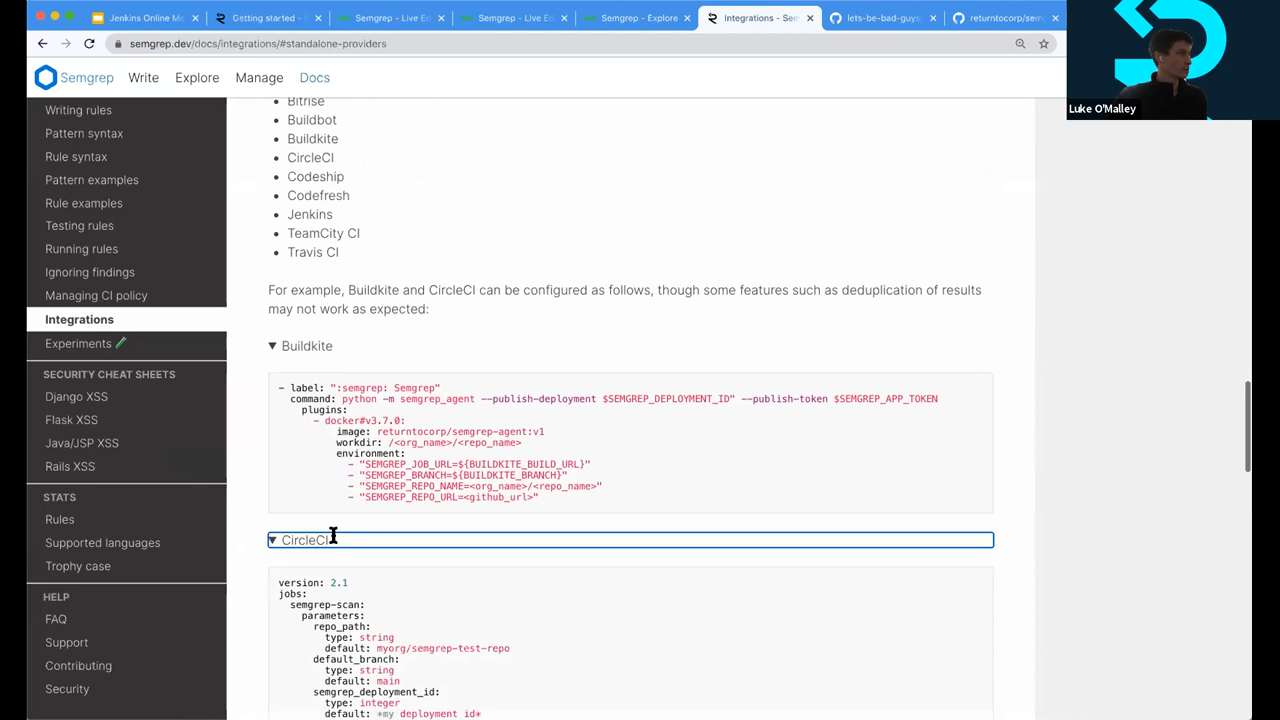 Jenkins Online Me
Getting started - S
Semgrep - Live Ed
Semgrep - Live Ed
Semgrep - Explore
Integrations - Sem
lets-be-bad-guys/
returntocorp/sem
semgrep.dev/docs/integrations/#standalone-providers
Semgrep
Write
Explore
Manage
Docs
Luke O'Malley
Writing rules
Pattern syntax
Rule syntax
Pattern examples
Rule examples
Testing rules
Running rules
Ignoring findings
Managing CI policy
Integrations
Experiments
SECURITY CHEAT SHEETS
Django XSS
Flask XSS
Java/JSP XSS
Rails XSS
STATS
Rules
Supported languages
Trophy case
HELP
FAQ
Support
Contributing
Security
Bitrise
Buildbot
Buildkite
CircleCI
Codeship
Codefresh
Jenkins
TeamCity CI
Travis CI
For example, Buildkite and CircleCI can be configured as follows, though some features such as deduplication of results
may not work as expected:
Buildkite
- label: ":semgrep: Semgrep"
command: python -m semgrep_agent --publish-deployment $SEMGREP_DEPLOYMENT_ID" --publish-token $SEMGREP_APP_TOKEN
plugins:
- docker#v3.7.0:
image: returntocorp/semgrep-agent:v1
workdir: /<org_name>/<repo_name>
environment:
- "SEMGREP_JOB_URL=${BUILDKITE_BUILD_URL}"
- "SEMGREP_BRANCH=${BUILDKITE_BRANCH}"
- "SEMGREP_REPO_NAME=<org_name>/<repo_name>"
- "SEMGREP_REPO_URL=<github_url>"
CircleCI
version: 2.1
jobs:
semgrep-scan:
parameters:
repo_path:
type: string
default: myorg/semgrep-test-repo
default_branch:
type: string
default: main
semgrep_deployment_id:
type: integer
default: *my deployment id*